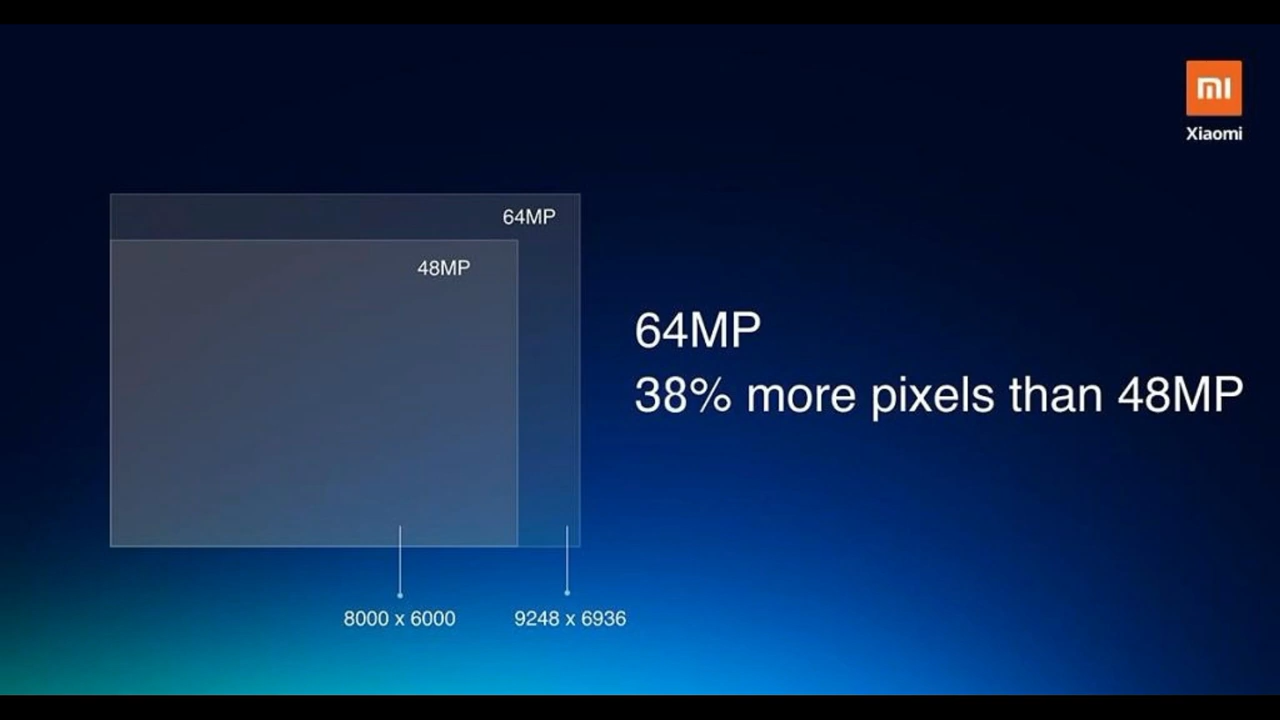 mi
Xiaomi
64MP
48MP
64MP
38% more pixels than 48MP
8000 x 6000
9248 x 6936